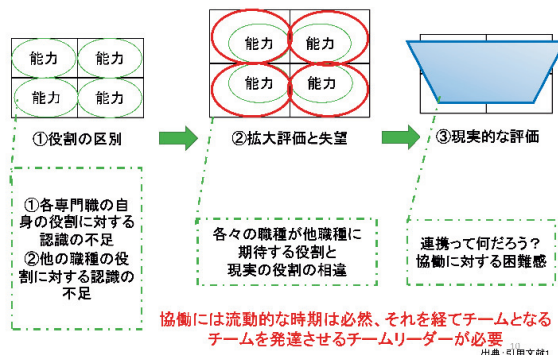 能力 能力
能力 能力
能力 能力
能力 能力
①役割の区別
②拡大評価と失望
③現実的な評価
①各専門職の自
身の役割に対する
認識の不足
②他の職種の役
割に対する認識の
不足
各々の職種が他職種に
期待する役割と
現実の役割の相違
連携って何だろう？
協働に対する困難感
協働には流動的な時期は必然、それを経てチームとなる
チームを発達させるチームリーダーが必要
10
出典：引用文献1